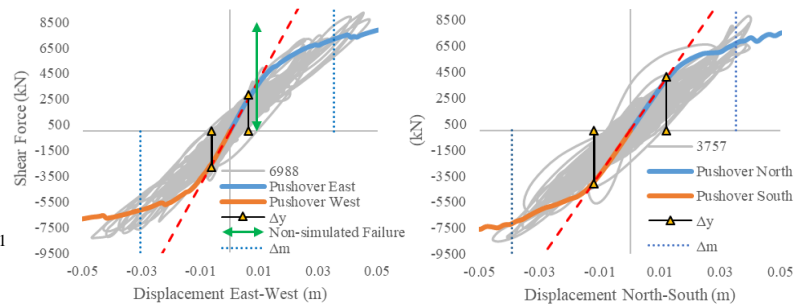 8500
6500
4500
2500
500
-1500
-3500
-5500
-7500
-9500
Shear Force (kN)
6988
Pushover East
Pushover West
Δy
Non-simulated Failure
Δm
-0.05 -0.03 -0.01 0.01 0.03 0.05
Displacement East-West (m)
1
8500
6500
4500
2500
500
-1500
-3500
-5500
-7500
-9500
(kN)
3757
Pushover North
Pushover South
Δy
Δm
-0.05 -0.03 -0.01 0.01 0.03 0.05
Displacement North-South (m)